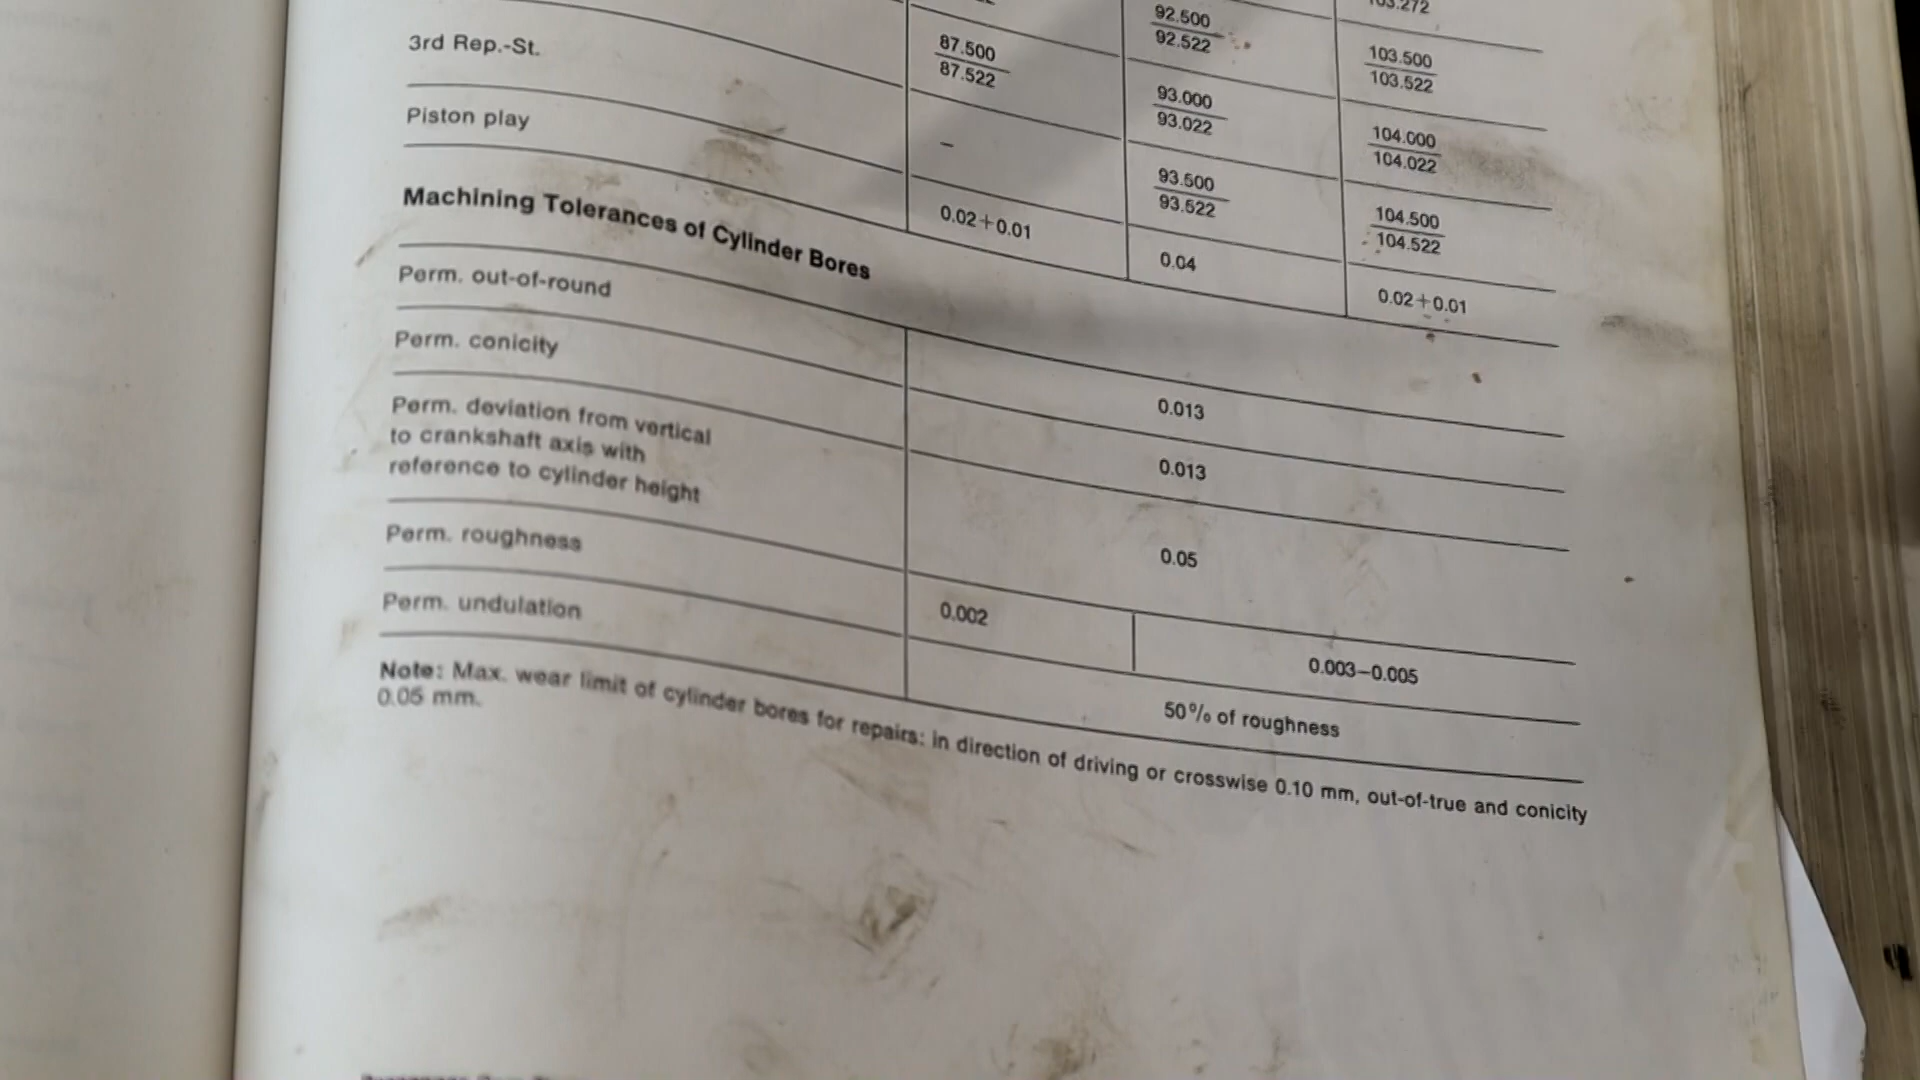 103.272
92.500
92.522
3rd Rep.-St.
87.500
87.522
93.000
93.022
103.500
103.522
Piston play
–
93.500
93.522
104.000
104.022
0.02+0.01
0.04
104.500
104.522
0.02+0.01
Machining Tolerances of Cylinder Bores
Perm. out-of-round
0.013
Perm. conicity
0.013
Perm. deviation from vertical
to crankshaft axis with
reference to cylinder height
0.05
Perm. roughness
0.002
0.003–0.005
Perm. undulation
50% of roughness
Note: Max. wear limit of cylinder bores for repairs: in direction of driving or crosswise 0.10 mm, out-of-true and conicity
0.05 mm.